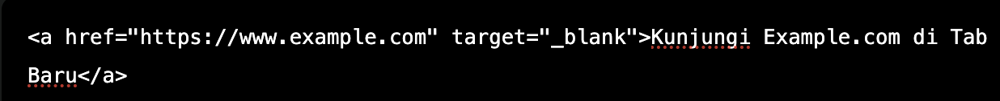 <a href="https://www.example.com" target="_blank">Kunjungi Example.com di Tab
Baru</a>